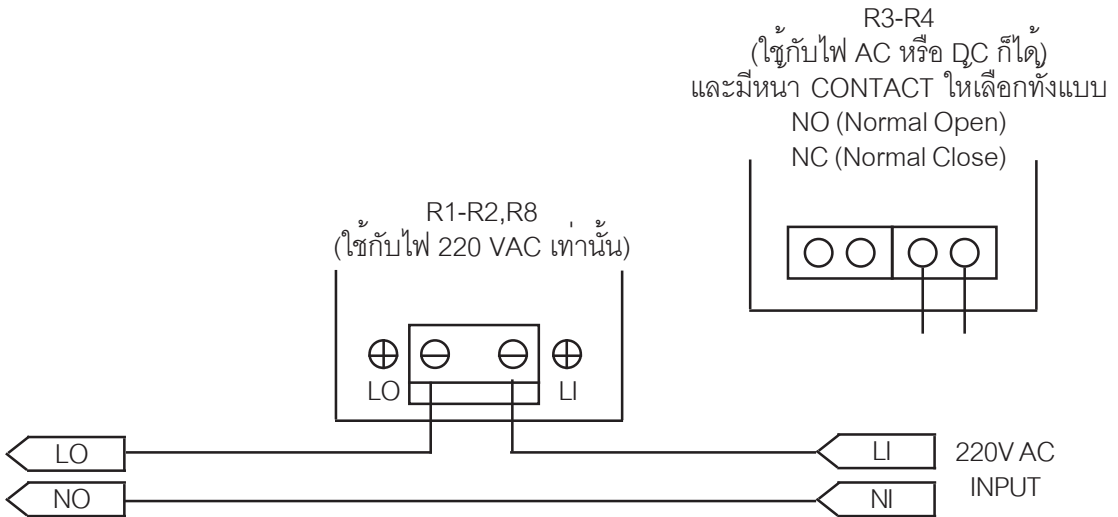 R3-R4
(ใช้กับไฟ AC หรือ DC ก็ได้)
และมีหน้า CONTACT ให้เลือกทั้งแบบ
NO (Normal Open)
NC (Normal Close)
R1-R2,R8
(ใช้กับไฟ 220 VAC เท่านั้น)
LO
LI
LO
LI
220V AC
INPUT
NO
NI